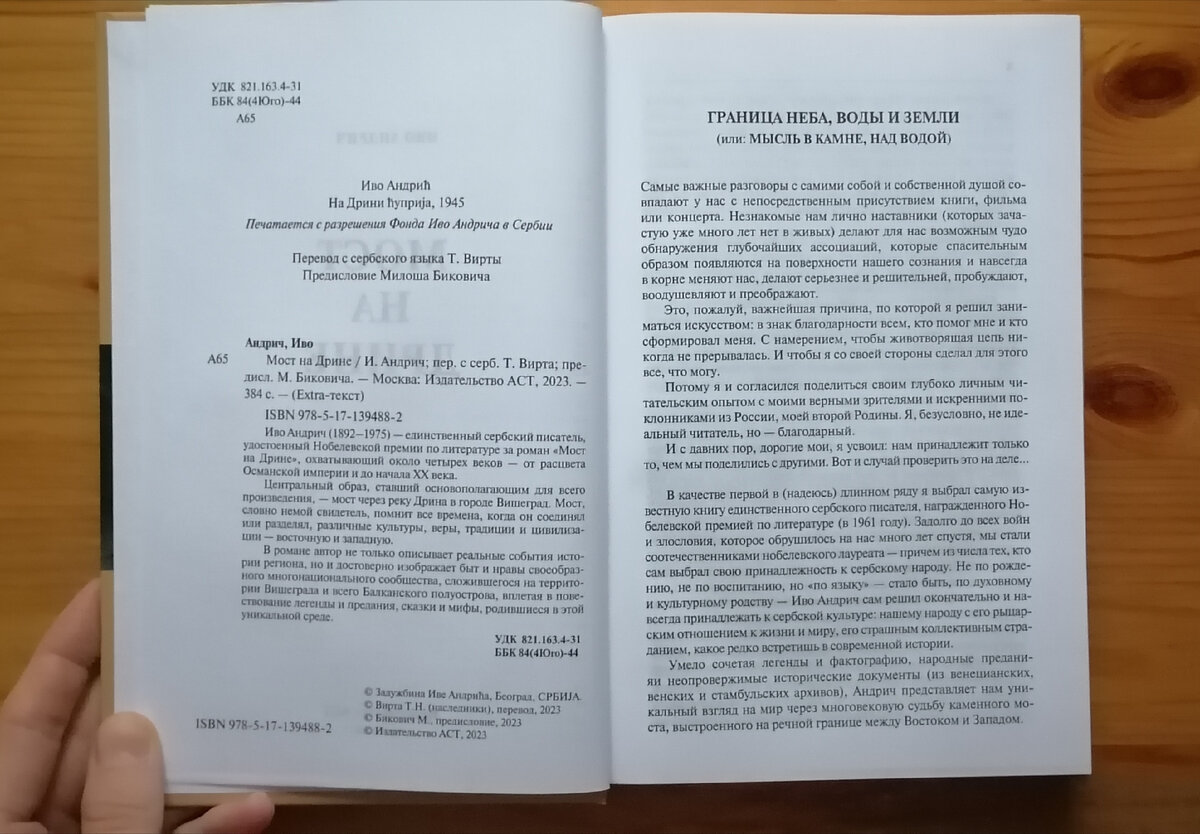 УДК 821.163.4-31
ББК 84(4Юго)-44
А65
Иво Андрић
На Дрини ћуприја, 1945
Печатается с разрешения Фонда Иво Андрича в Сербии
Перевод с сербского языка Т. Вирты
Предисловие Милоша Биковича
Андрич, Иво
А65 Мост на Дрине / И. Андрич; пер. с серб. Т. Вирта; пре-
дисл. М. Биковича. — Москва: Издательство АСТ, 2023. —
384 с. — (Extra-текст)
ISBN 978-5-17-139488-2
Иво Андрич (1892–1975) — единственный сербский писатель,
удостоенный Нобелевской премии по литературе за роман «Мост
на Дрине», охватывающий около четырех веков — от расцвета
Османской империи и до начала XX века.
Центральный образ, ставший основополагающим для всего
произведения, — мост через реку Дрина в городе Вишеград. Мост,
словно немой свидетель, помнит все времена, когда он соединял
или разделял, различные культуры, веры, традиции и цивилиза-
ции — восточную и западную.
В романе автор не только описывает реальные события исто-
рии региона, но и достоверно изображает быт и нравы своеобраз-
ного многонационального сообщества, сложившегося на террито-
рии Вишеграда и всего Балканского полуострова, вплетая в пове-
ствование легенды и предания, сказки и мифы, родившиеся в этой
уникальной среде.
УДК 821.163.4-31
ББК 84(4Юго)-44
© Задужбина Иве Андрића, Београд, СРБИЈА.
© Вирта Т.Н. (наследники), перевод, 2023
© Бикович М., предисловие, 2023
© Издательство АСТ, 2023
ISBN 978-5-17-139488-2
ГРАНИЦА НЕБА, ВОДЫ И ЗЕМЛИ
(или: МЫСЛЬ В КАМНЕ, НАД ВОДОЙ)
Самые важные разговоры с самими собой и собственной душой со-
впадают у нас с непосредственным присутствием книги, фильма
или концерта. Незнакомые нам лично наставники (которых зача-
стую уже много лет нет в живых) делают для нас возможным чудо
обнаружения глубочайших ассоциаций, которые спасительным
образом появляются на поверхности нашего сознания и навсегда
в корне меняют нас, делают серьезнее и решительней, пробуждают,
воодушевляют и преображают.
Это, пожалуй, важнейшая причина, по которой я решил зани-
маться искусством: в знак благодарности всем, кто помог мне и кто
сформировал меня. С намерением, чтобы животворящая цепь ни-
когда не прерывалась. И чтобы я со своей стороны сделал для этого
все, что могу.
Потому я и согласился поделиться своим глубоко личным чи-
тательским опытом с моими верными зрителями и искренними по-
клонниками из России, моей второй Родины. Я, безусловно, не иде-
альный читатель, но — благодарный.
И с давних пор, дорогие мои, я усвоил: нам принадлежит только
то, чем мы поделились с другими. Вот и случай проверить это на деле...
В качестве первой в (надеюсь) длинном ряду я выбрал самую из-
вестную книгу единственного сербского писателя, награжденного Но-
белевской премией по литературе (в 1961 году). Задолго до всех войн
и злословия, которое обрушилось на нас много лет спустя, мы стали
соотечественниками нобелевского лауреата — причем из числа тех, кто
сам выбрал свою принадлежность к сербскому народу. Не по рожде-
нию, не по воспитанию, но «по языку» — стало быть, по духовному
и культурному родству — Иво Андрич сам решил окончательно и на-
всегда принадлежать к сербской культуре: нашему народу с его рыцар-
ским отношением к жизни и миру, его страшным коллективным стра-
данием, какое редко встретишь в современной истории.
Умело сочетая легенды и фактографию, народные предани-
яи неопровержимые исторические документы (из венецианских,
венских и стамбульских архивов), Андрич представляет нам уни-
кальный взгляд на мир через многовековую судьбу каменного мо-
ста, выстроенного на речной границе между Востоком и Западом.